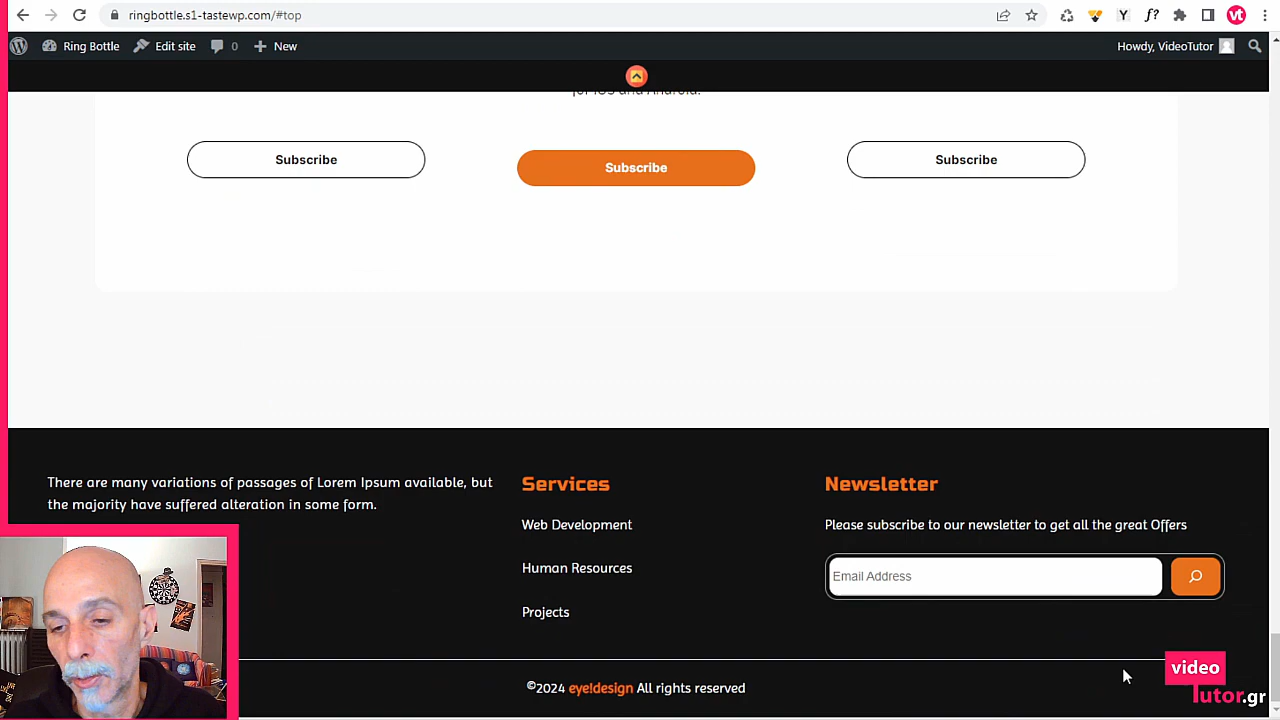 ringbottle.s1-tastewp.com/#top
Y f? vt
Ring Bottle Edit site 0 New Howdy, VideoTutor
for iOS and Android.
Subscribe Subscribe Subscribe
There are many variations of passages of Lorem Ipsum available, but
the majority have suffered alteration in some form.
Services
Web Development
Human Resources
Projects
Newsletter
Please subscribe to our newsletter to get all the great Offers
Email Address
©2024 eye!design All rights reserved
video
tutor.gr